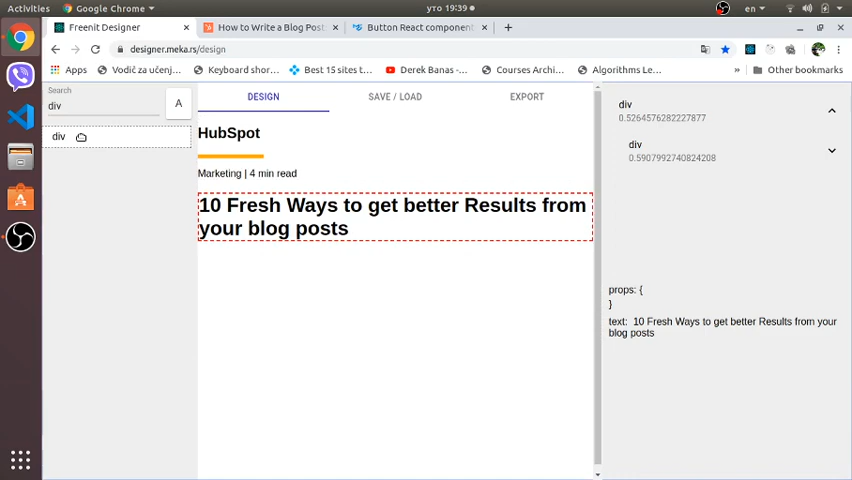 Activities
Google Chrome
уто 19:39
en
Freenit Designer
How to Write a Blog Post
Button React component
designer.meka.rs/design
Apps
Vodič za učenj...
Keyboard shor...
Best 15 sites t...
Derek Banas -...
Courses Archi...
Algorithms Le...
»
Other bookmarks
Search
div
A
div
DESIGN
SAVE / LOAD
EXPORT
HubSpot
Marketing | 4 min read
10 Fresh Ways to get better Results from
your blog posts
div
0.5264576282227877
div
0.5907992740824208
props: {
}
text: 10 Fresh Ways to get better Results from your
blog posts